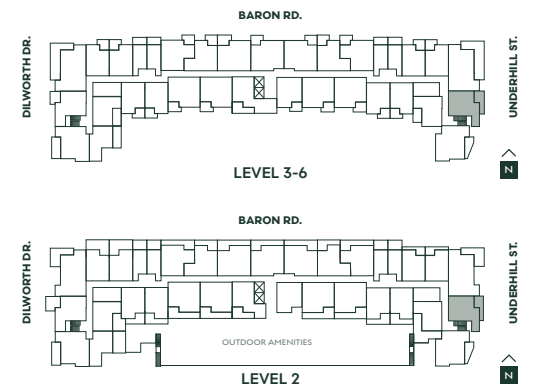 BARON RD.
DILWORTH DR.
UNDERHILL ST.
LEVEL 3-6
N
BARON RD.
DILWORTH DR.
UNDERHILL ST.
OUTDOOR AMENITIES
LEVEL 2
N